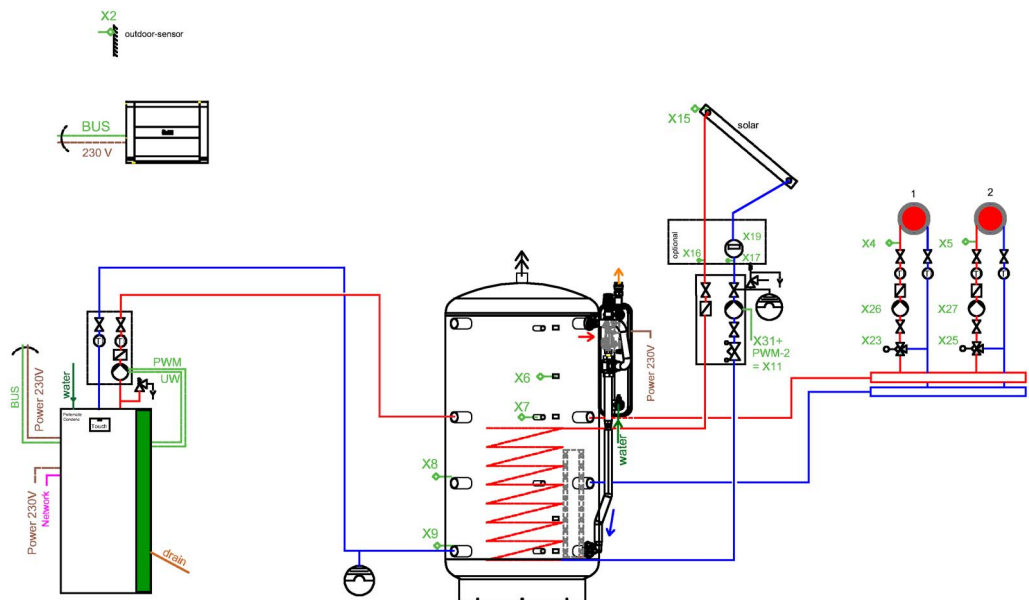 X2
outdoor-sensor
BUS
230 V
X15
solar
optional
X19
X16
X17
1
2
X4
X5
X26
X27
X23
X25
X31+
PWM-2
= X11
PWM
UW
BUS
Power 230V
water
Pellematic
Condens
Touch
Power 230V
Network
drain
X6
X7
X8
X9
Power 230V
water